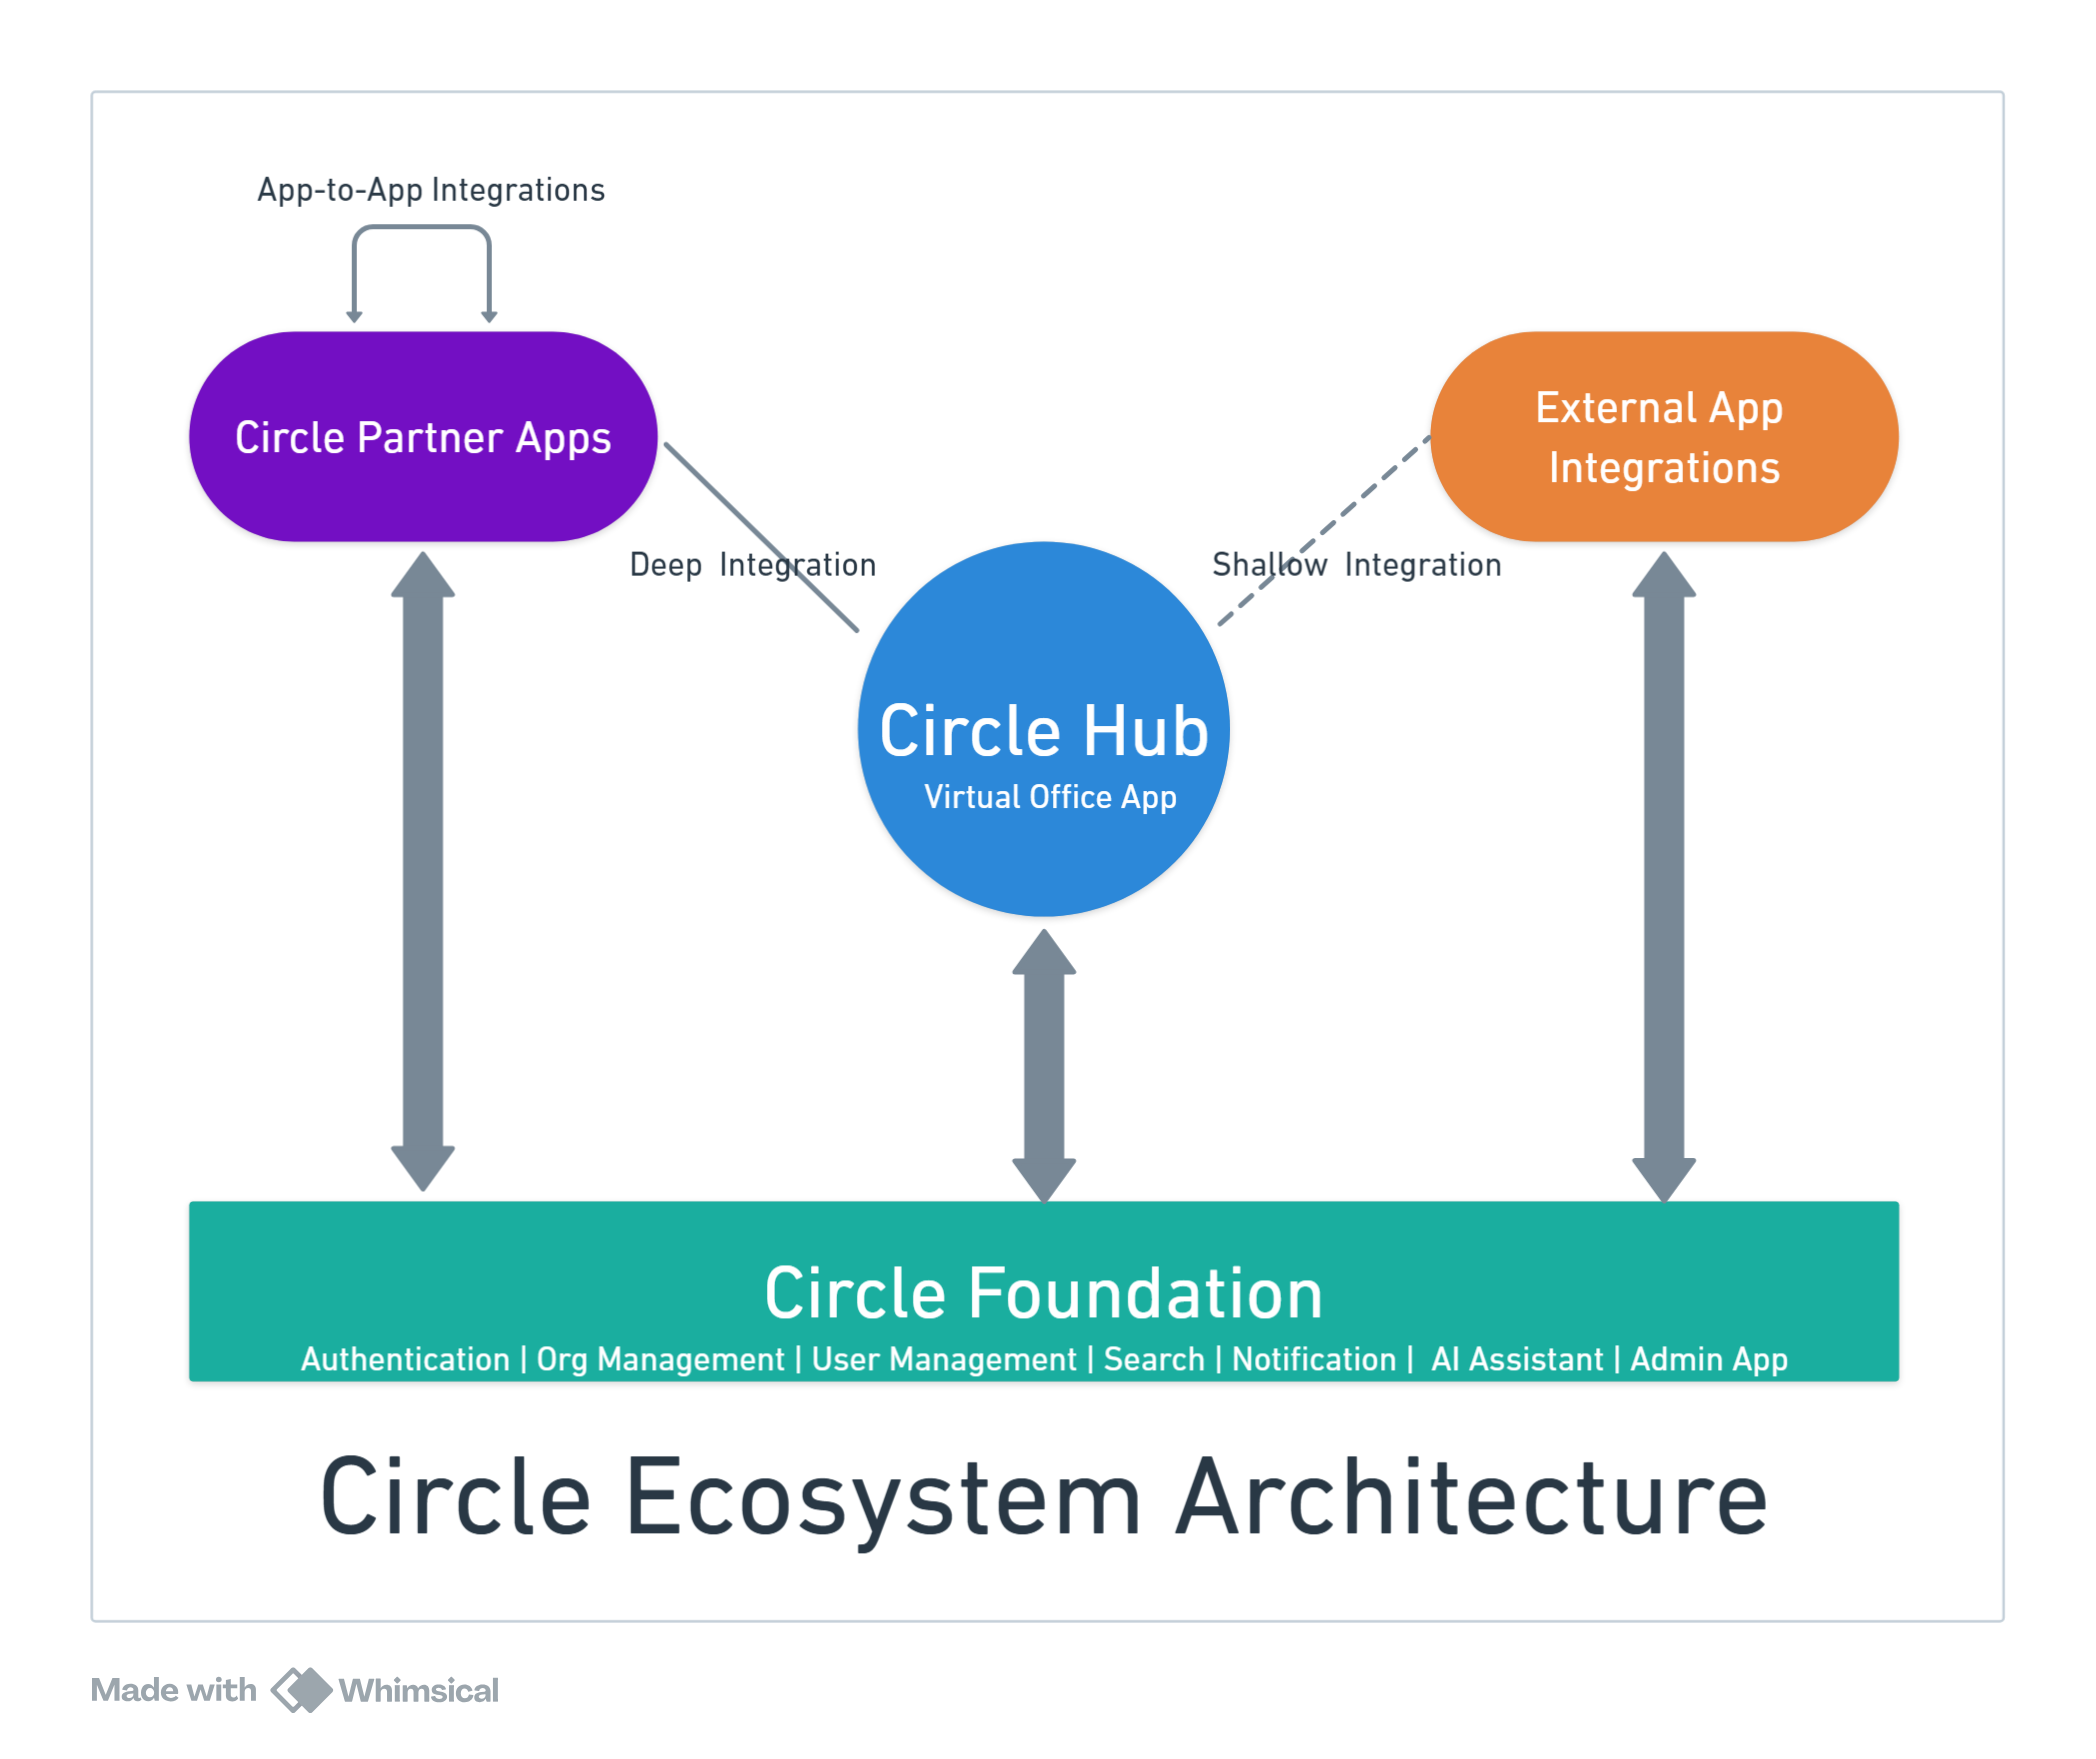 App-to-App Integrations
Circle Partner Apps
External App
Integrations
Deep Integration
Shallow Integration
Circle Hub
Virtual Office App
Circle Foundation
Authentication | Org Management | User Management | Search | Notification | AI Assistant | Admin App
Circle Ecosystem Architecture
Made with Whimsical